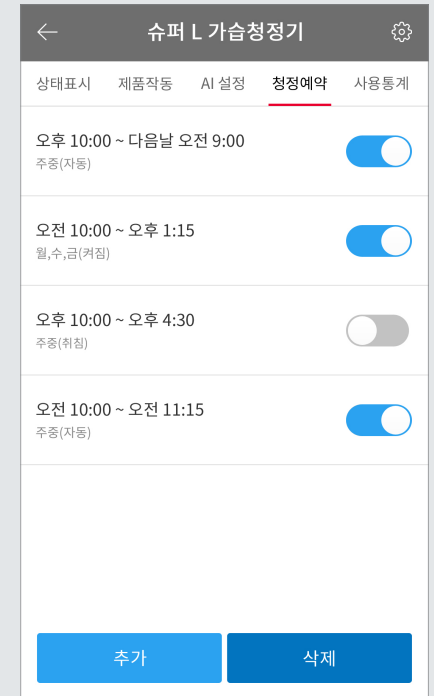 슈퍼 L 가습청정기
상태표시 제품작동 AI 설정 청정예약 사용통계
오후 10:00 ~ 다음날 오전 9:00
주중(자동)
오전 10:00 ~ 오후 1:15
월,수,금(켜짐)
오후 10:00 ~ 오후 4:30
주중(취침)
오전 10:00 ~ 오전 11:15
주중(자동)
추가 삭제